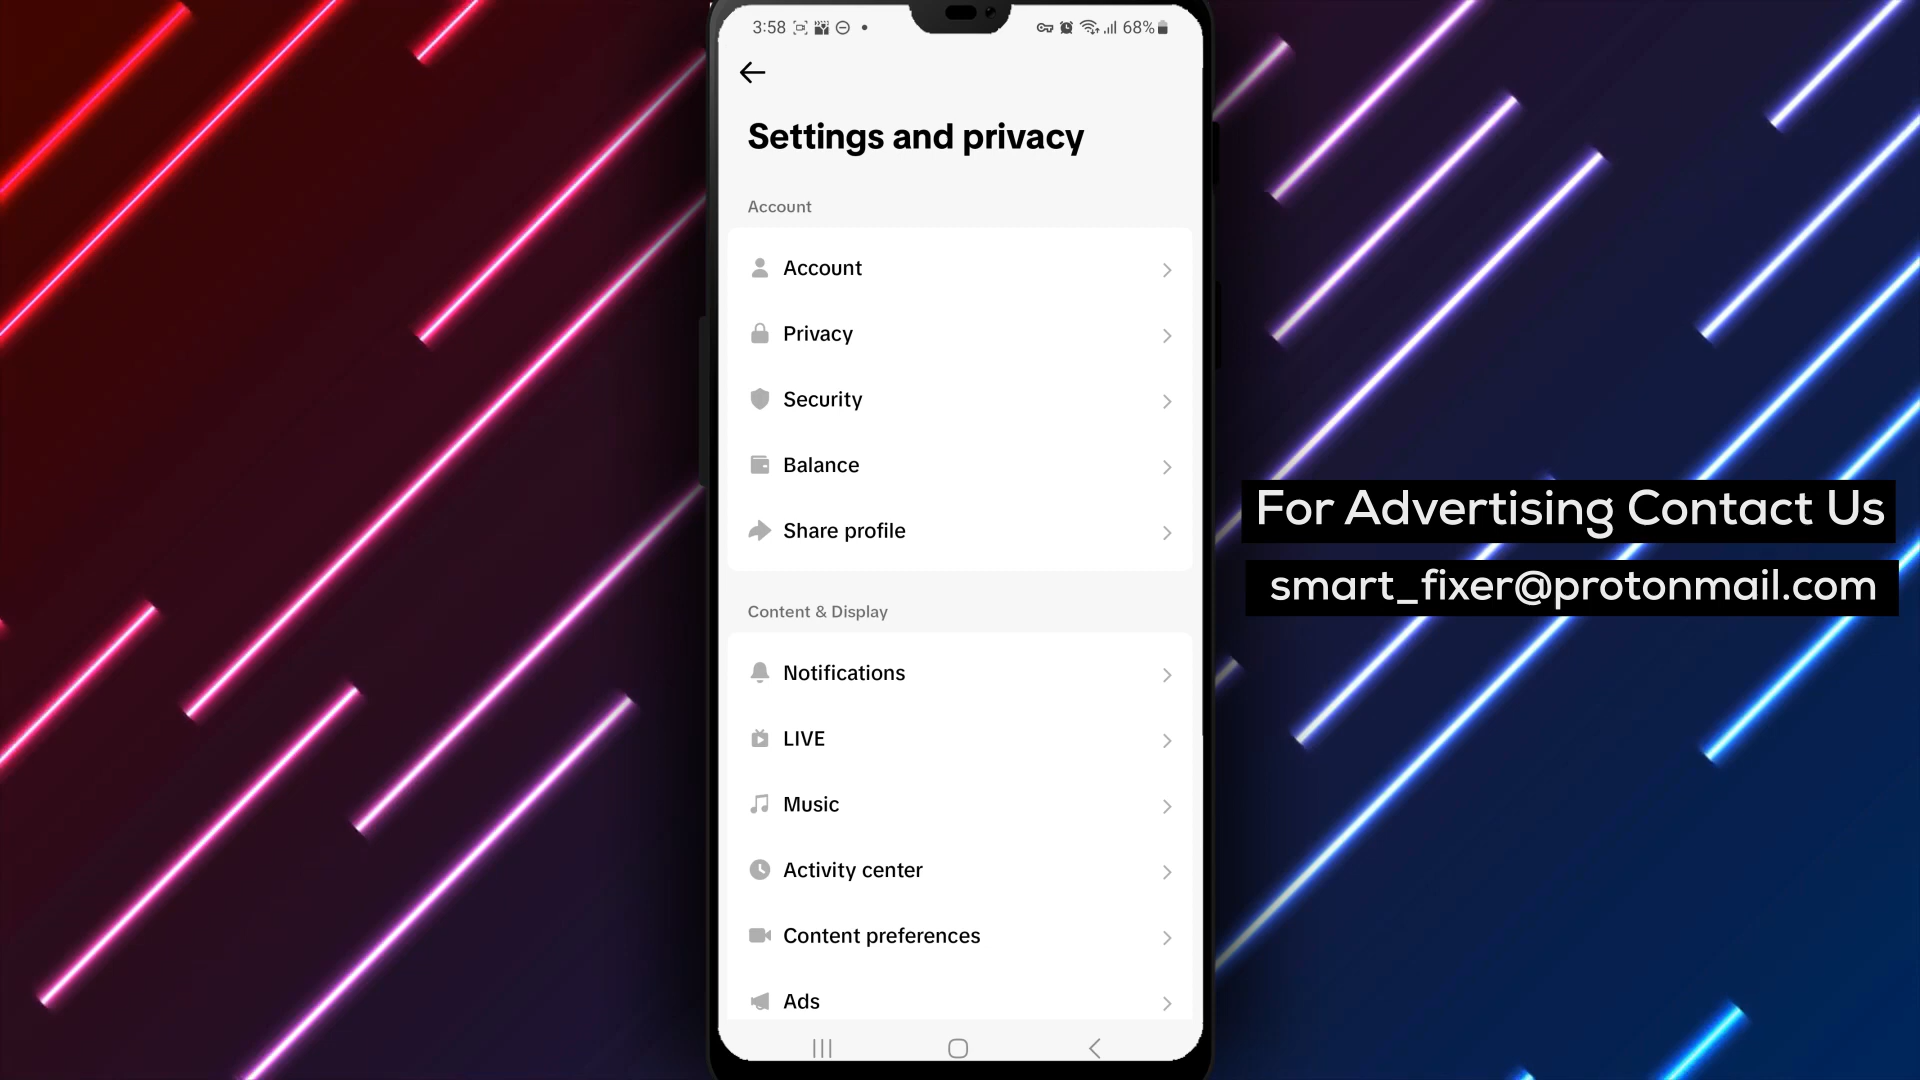 3:58
68%
Settings and privacy
Account
Account
Privacy
Security
Balance
Share profile
Content & Display
Notifications
LIVE
Music
Activity center
Content preferences
Ads
For Advertising Contact Us
smart_fixer@protonmail.com